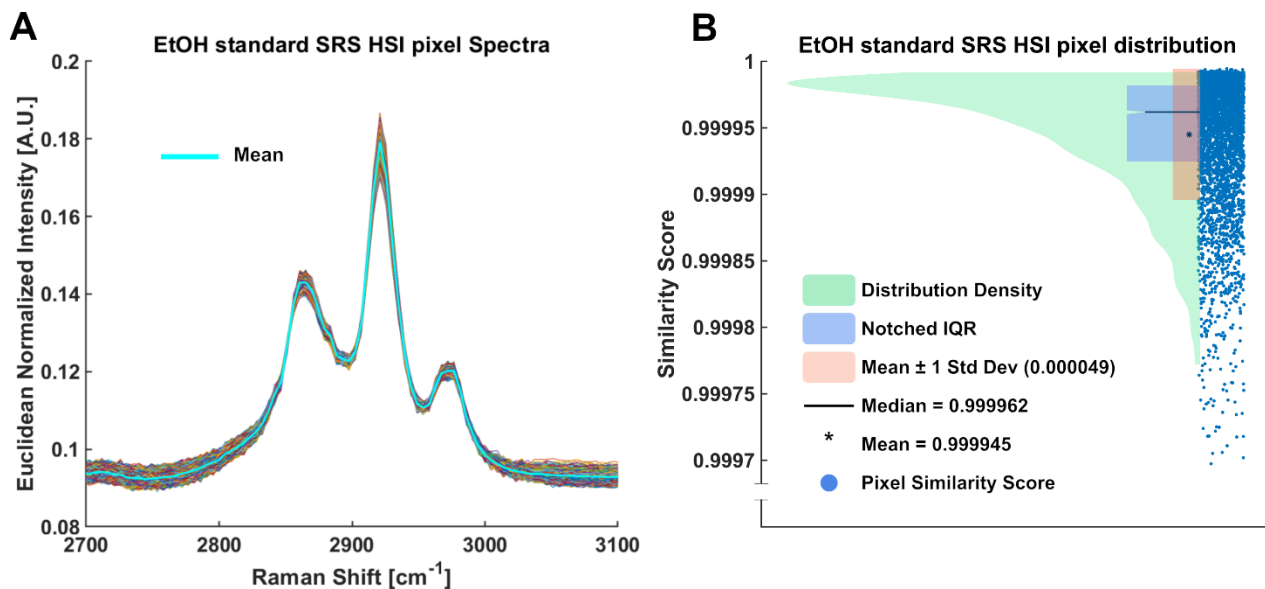 A
EtOH standard SRS HSI pixel Spectra
0.2
0.18
0.16
0.14
0.12
0.1
0.08
Euclidean Normalized Intensity [A.U.]
Mean
2700
2800
2900
3000
3100
Raman Shift [cm⁻¹]
B
EtOH standard SRS HSI pixel distribution
1
0.99995
0.9999
0.99985
0.9998
0.99975
0.9997
Similarity Score
Distribution Density
Notched IQR
Mean ± 1 Std Dev (0.000049)
Median = 0.999962
* Mean = 0.999945
Pixel Similarity Score